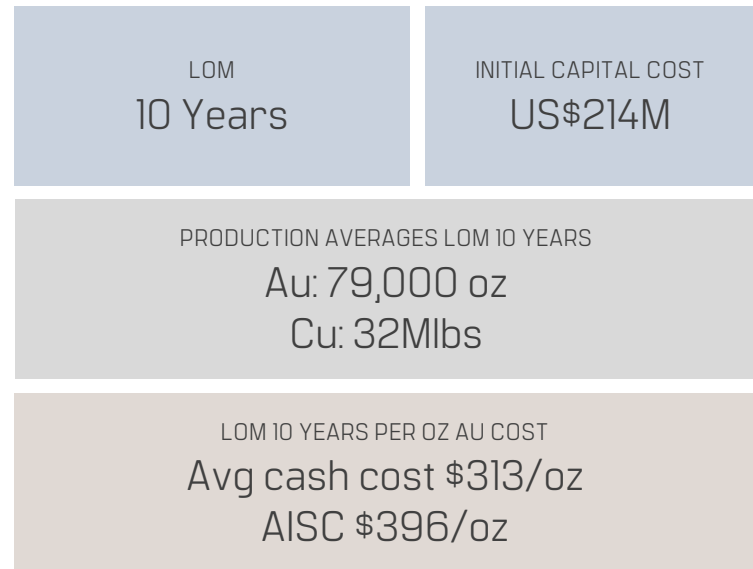 LOM
10 Years
INITIAL CAPITAL COST
US$214M
PRODUCTION AVERAGES LOM 10 YEARS
Au: 79,000 oz
Cu: 32Mlbs
LOM 10 YEARS PER OZ AU COST
Avg cash cost $313/oz
AISC $396/oz